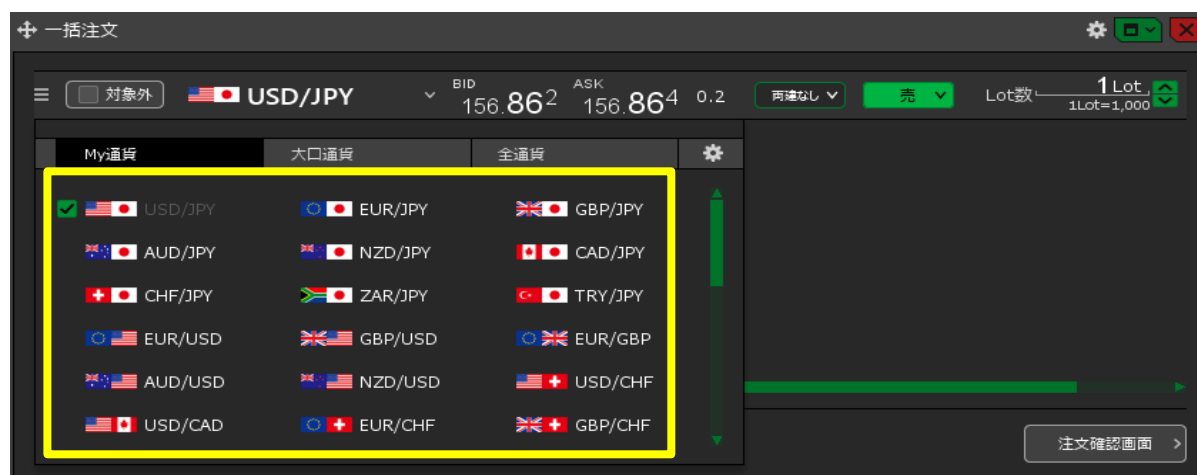 一括注文
対象外 USD/JPY BID 156.862 ASK 156.864 0.2 両建なし 売 Lot数 1 Lot
1Lot=1,000
My通貨 大口通貨 全通貨
USD/JPY EUR/JPY GBP/JPY
AUD/JPY NZD/JPY CAD/JPY
CHF/JPY ZAR/JPY TRY/JPY
EUR/USD GBP/USD EUR/GBP
AUD/USD NZD/USD USD/CHF
USD/CAD EUR/CHF GBP/CHF
注文確認画面